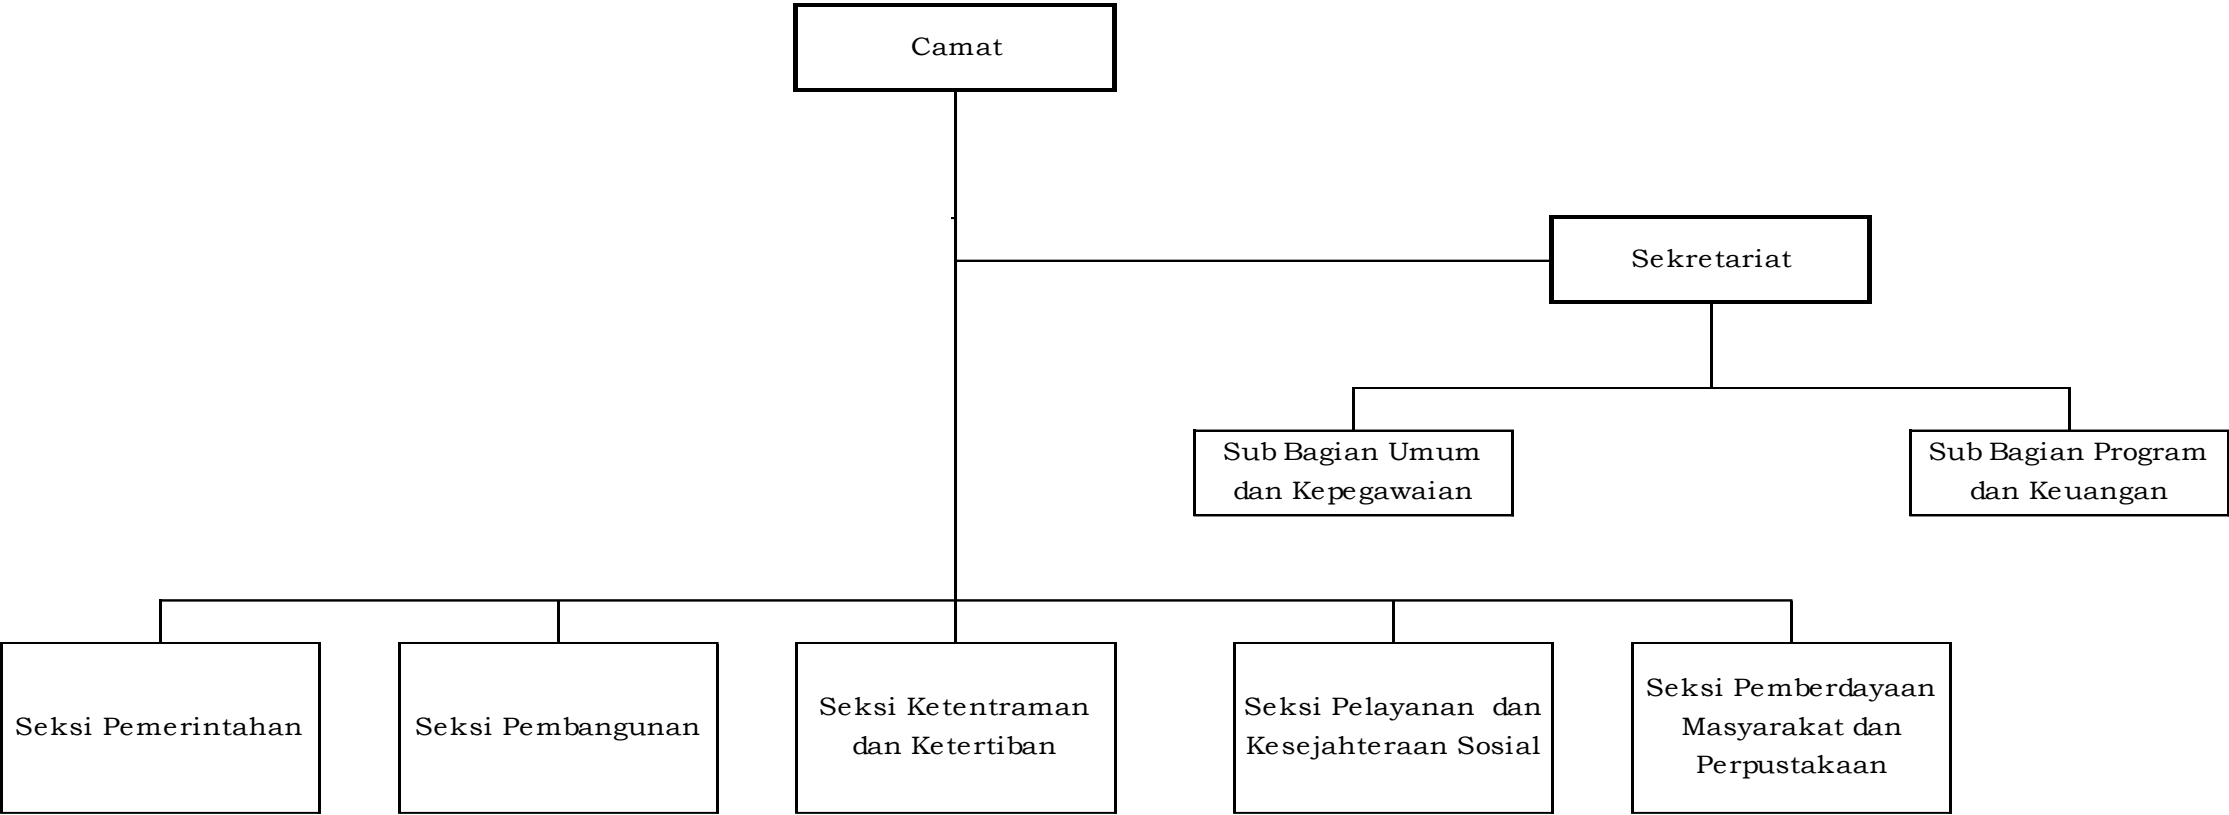 Camat
Sekretariat
Sub Bagian Umum
dan Kepegawaian
Sub Bagian Program
dan Keuangan
Seksi Pemerintahan
Seksi Pembangunan
Seksi Ketentraman
dan Ketertiban
Seksi Pelayanan dan
Kesejahteraan Sosial
Seksi Pemberdayaan
Masyarakat dan
Perpustakaan